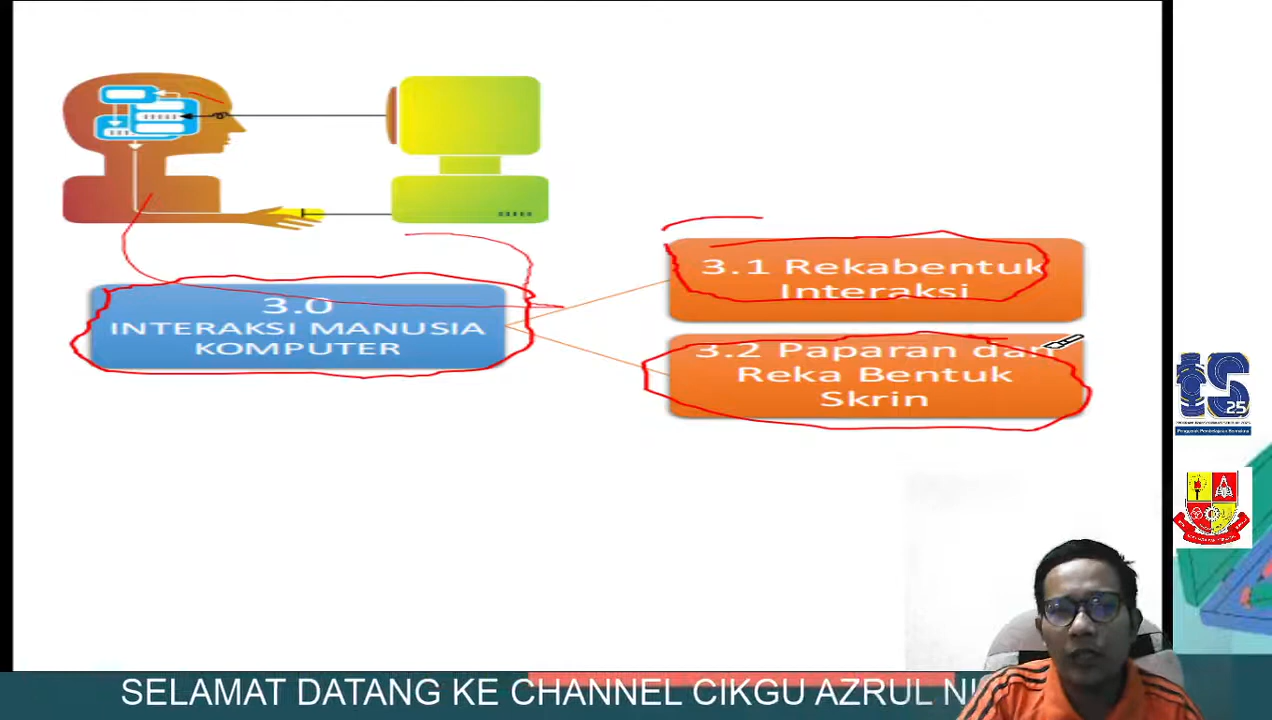 3.0
INTERAKSI MANUSIA
KOMPUTER
3.1 Rekabentuk
Interaksi
3.2 Paparan dan
Reka Bentuk
Skrin
25
SELAMAT DATANG KE CHANNEL CIKGU AZRUL